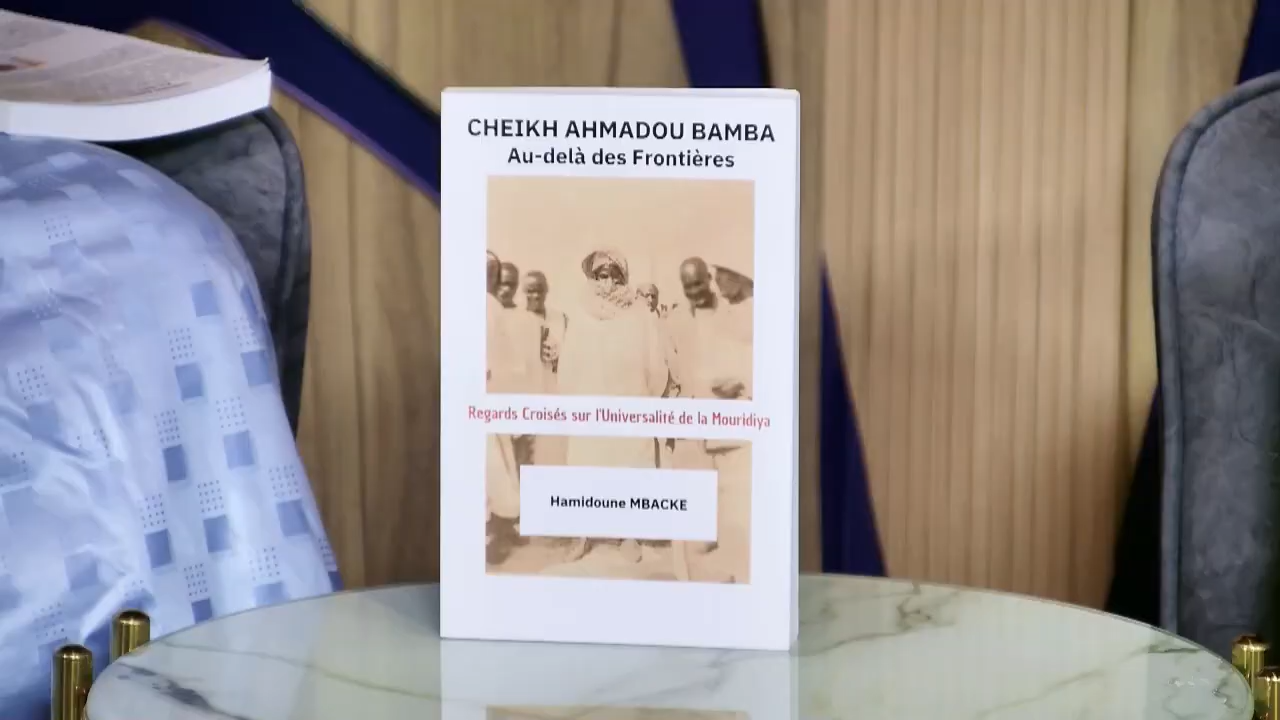 CHEIKH AHMADOU BAMBA
Au-delà des Frontières
Regards Croisés sur l'Universalité de la Mouridiya
Hamidoune MBACKE